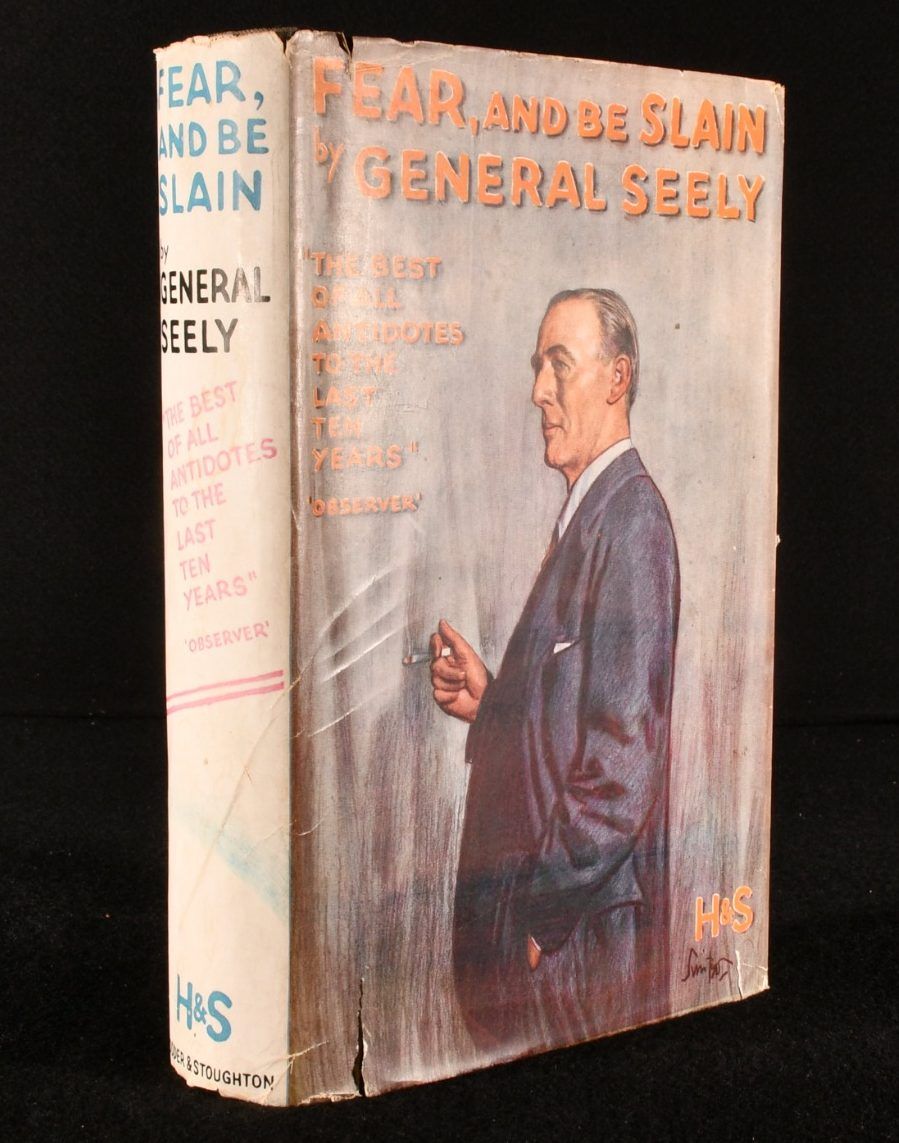 FEAR,
AND BE
SLAIN
by
GENERAL
SEELY
THE BEST
OF ALL
ANTIDOTES
TO THE
LAST
TEN
YEARS"
'OBSERVER'
H&S
& STOUGHTON
FEAR, AND BE SLAIN
by GENERAL SEELY
"THE BEST
OF ALL
ANTIDOTES
TO THE
LAST
TEN
YEARS"
'OBSERVER'
H&S